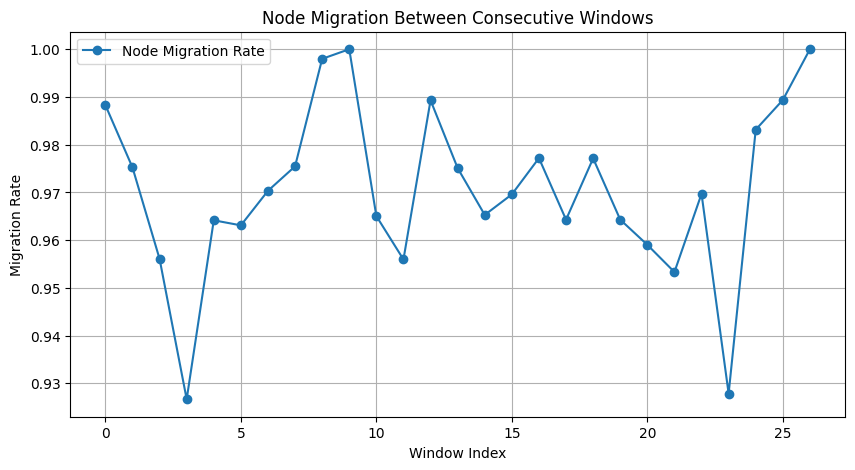 Node Migration Between Consecutive Windows
Node Migration Rate
1.00
0.99
0.98
0.97
0.96
0.95
0.94
0.93
Migration Rate
0 5 10 15 20 25
Window Index